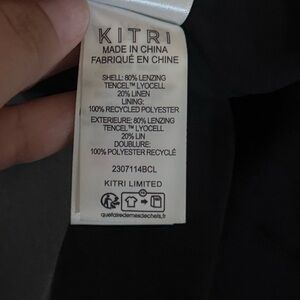 KITRI
MADE IN CHINA
FABRIQUÉ EN CHINE
SHELL: 80% LENZING
TENCEL™ LYOCELL
20% LINEN
LINING:
100% RECYCLED POLYESTER
EXTERIEURE: 80% LENZING
TENCEL™ LYOCELL
20% LIN
DOUBLURE:
100% POLYESTER RECYCLÉ
2307114BCL
KITRI LIMITED
quefairedemesdechets.fr